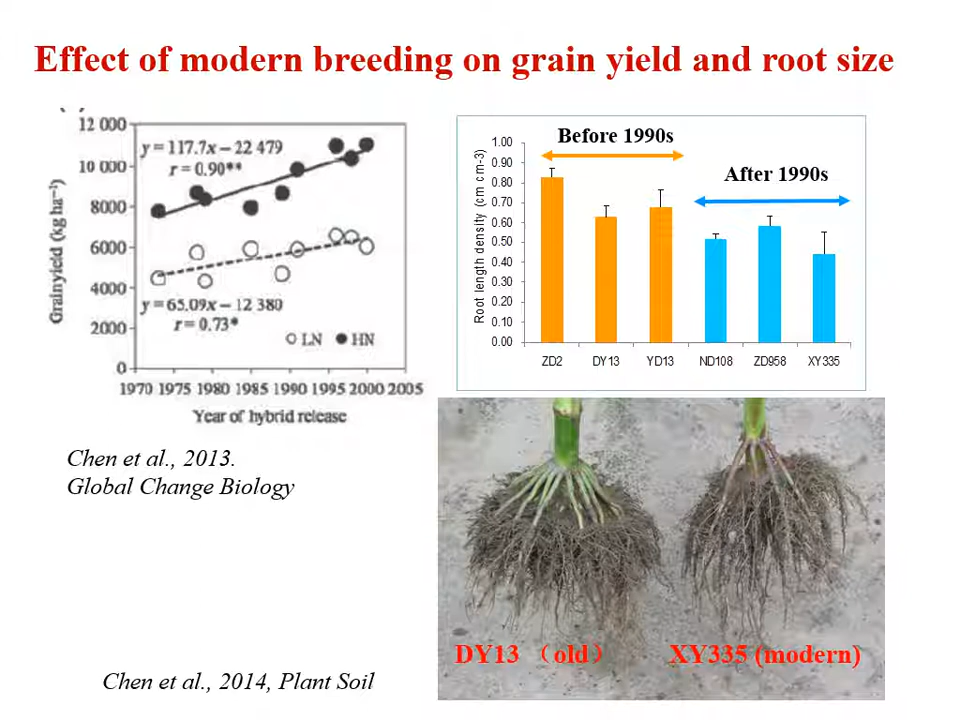 Effect of modern breeding on grain yield and root size
12 000
10 000
8000
6000
4000
2000
0
Grain yield (kg ha⁻¹)
y = 117.7x − 22 479
r = 0.90**
y = 65.09x − 12 380
r = 0.73*
LN HN
1970 1975 1980 1985 1990 1995 2000 2005
Year of hybrid release
Before 1990s
After 1990s
Root length density (cm cm-3)
1.00
0.90
0.80
0.70
0.60
0.50
0.40
0.30
0.20
0.10
0.00
ZD2 DY13 YD13 ND108 ZD958 XY335
Chen et al., 2013.
Global Change Biology
DY13 （old） XY335 (modern)
Chen et al., 2014, Plant Soil